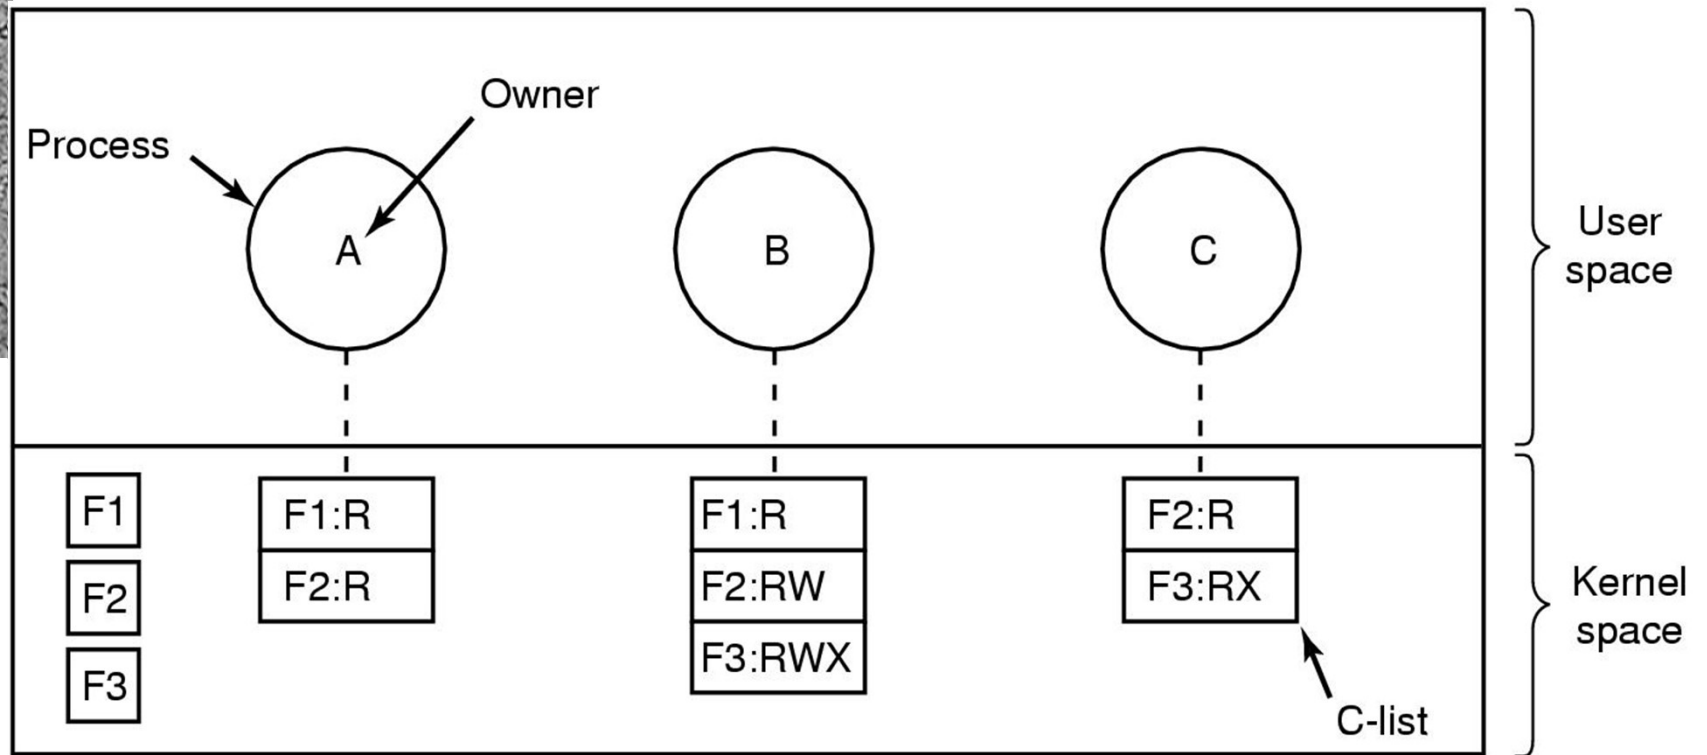 Owner
Process
A
B
C
User
space
F1
F2
F3
F1:R
F2:R
F1:R
F2:RW
F3:RWX
F2:R
F3:RX
C-list
Kernel
space